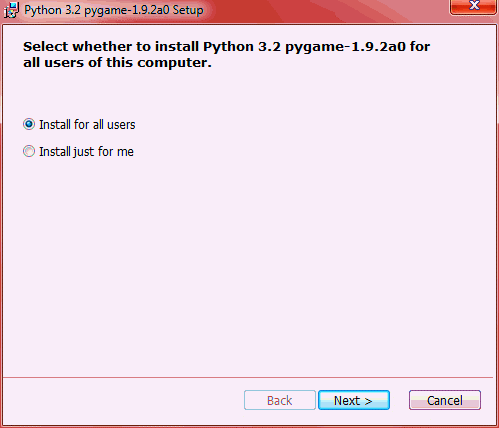 Python 3.2 pygame-1.9.2a0 Setup
Select whether to install Python 3.2 pygame-1.9.2a0 for
all users of this computer.
Install for all users
Install just for me
Back
Next >
Cancel